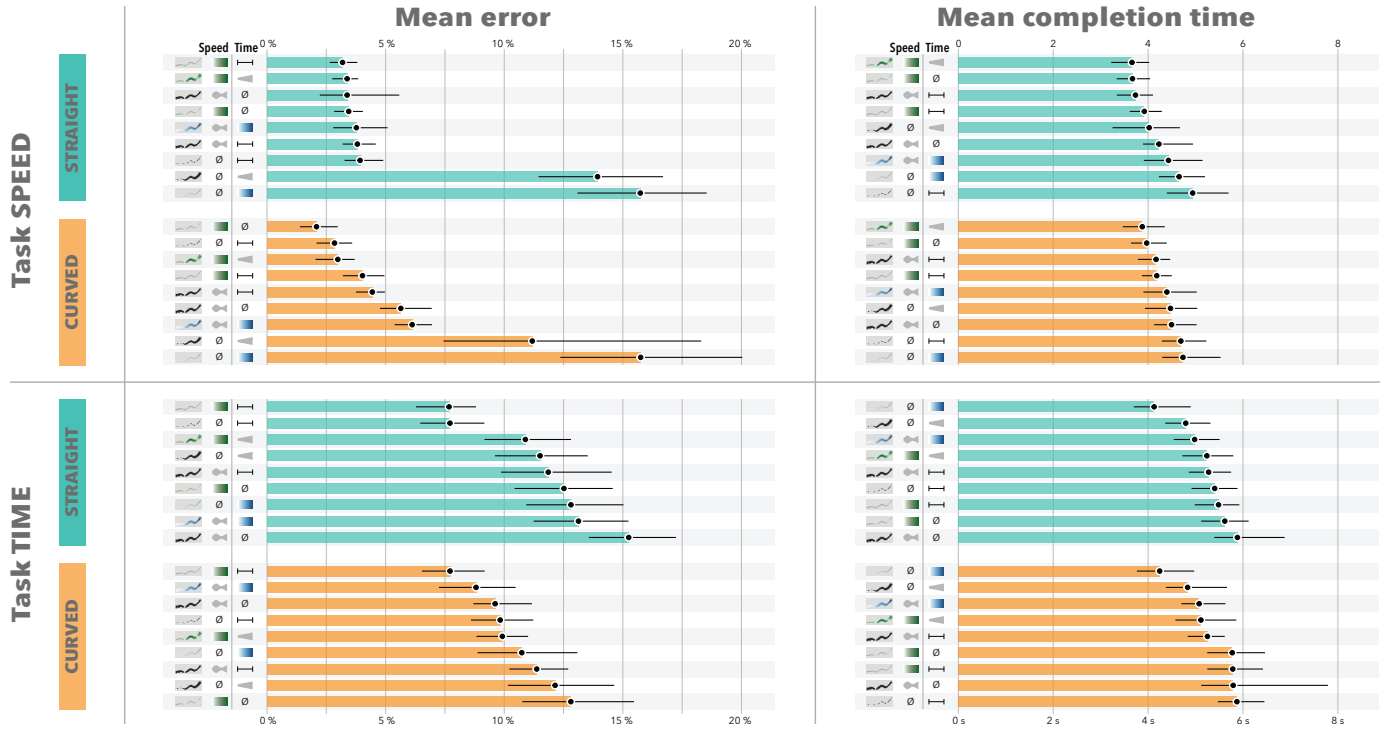 Mean error
Mean completion time
Speed Time 0 % 5 % 10 % 15 % 20 %
Speed Time 0 2 4 6 8
Task SPEED
STRAIGHT
Ø
Ø
Ø
Ø
Ø
Ø
Ø
Ø
Ø
Ø
CURVED
Ø
Ø
Ø
Ø
Ø
Ø
Ø
Ø
Ø
Ø
Task TIME
STRAIGHT
Ø
Ø
Ø
Ø
Ø
Ø
Ø
Ø
Ø
Ø
CURVED
Ø
Ø
Ø
Ø
Ø
Ø
Ø
Ø
Ø
Ø
0 % 5 % 10 % 15 % 20 %
0 s 2 s 4 s 6 s 8 s